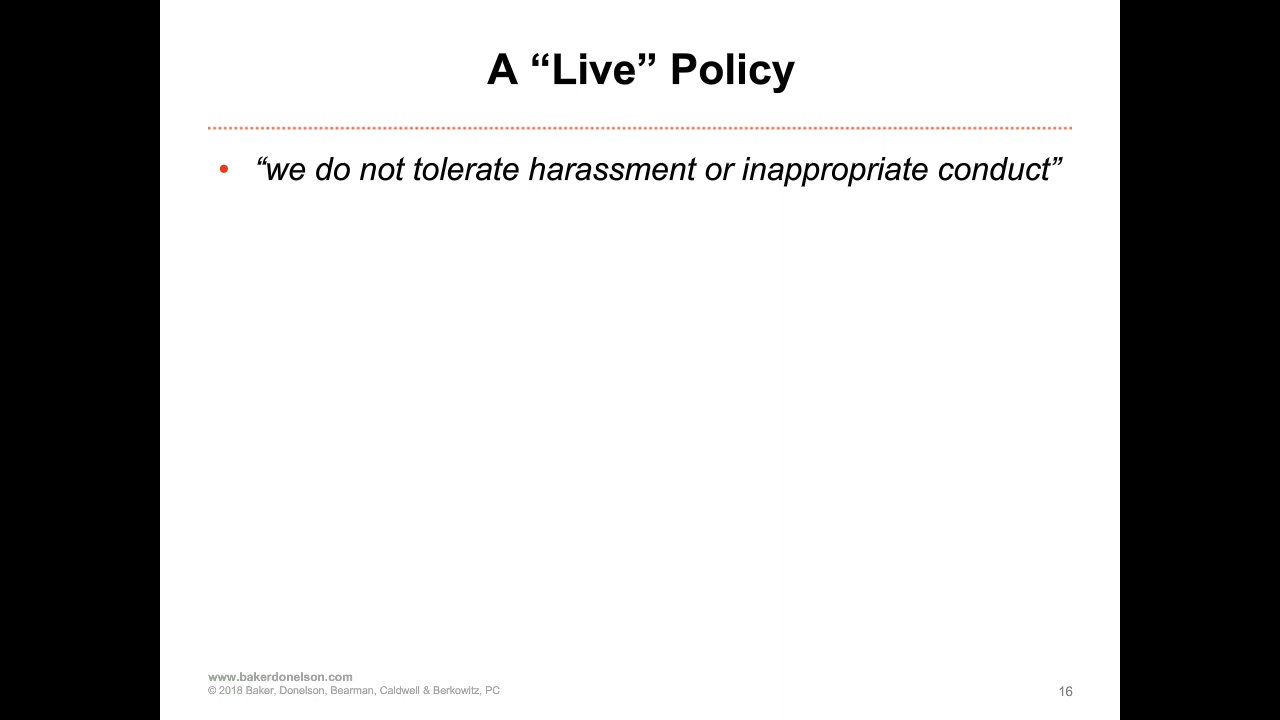 A “Live” Policy
• “we do not tolerate harassment or inappropriate conduct”
www.bakerdonelson.com
© 2018 Baker, Donelson, Bearman, Caldwell & Berkowitz, PC
16